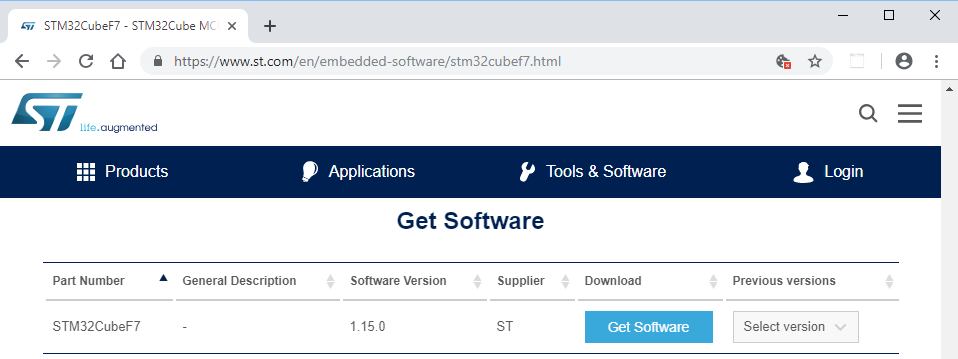 STM32CubeF7 - STM32Cube MC
https://www.st.com/en/embedded-software/stm32cubef7.html
ST life.augmented
Products Applications Tools & Software Login
Get Software
Part Number General Description Software Version Supplier Download Previous versions
STM32CubeF7 - 1.15.0 ST Get Software Select version